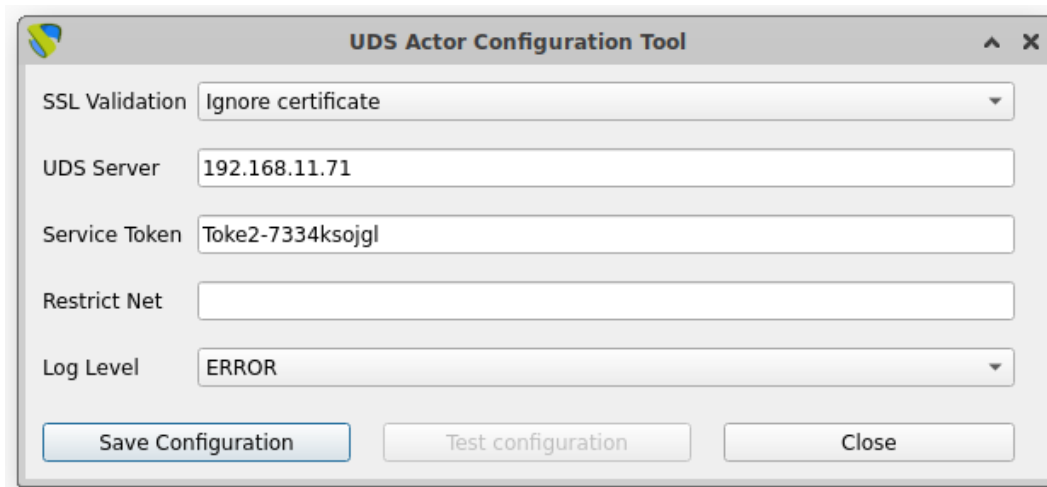 UDS Actor Configuration Tool
SSL Validation Ignore certificate
UDS Server 192.168.11.71
Service Token Toke2-7334ksojgl
Restrict Net
Log Level ERROR
Save Configuration Test configuration Close